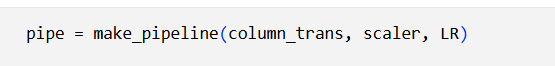 pipe = make_pipeline(column_trans, scaler, LR)